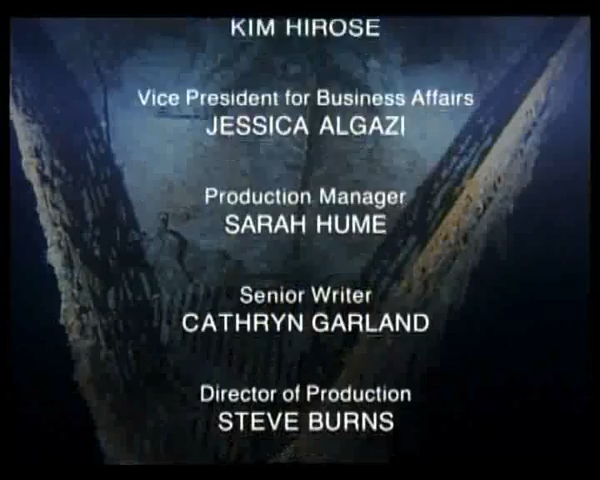 KIM HIROSE
Vice President for Business Affairs
JESSICA ALGAZI
Production Manager
SARAH HUME
Senior Writer
CATHRYN GARLAND
Director of Production
STEVE BURNS